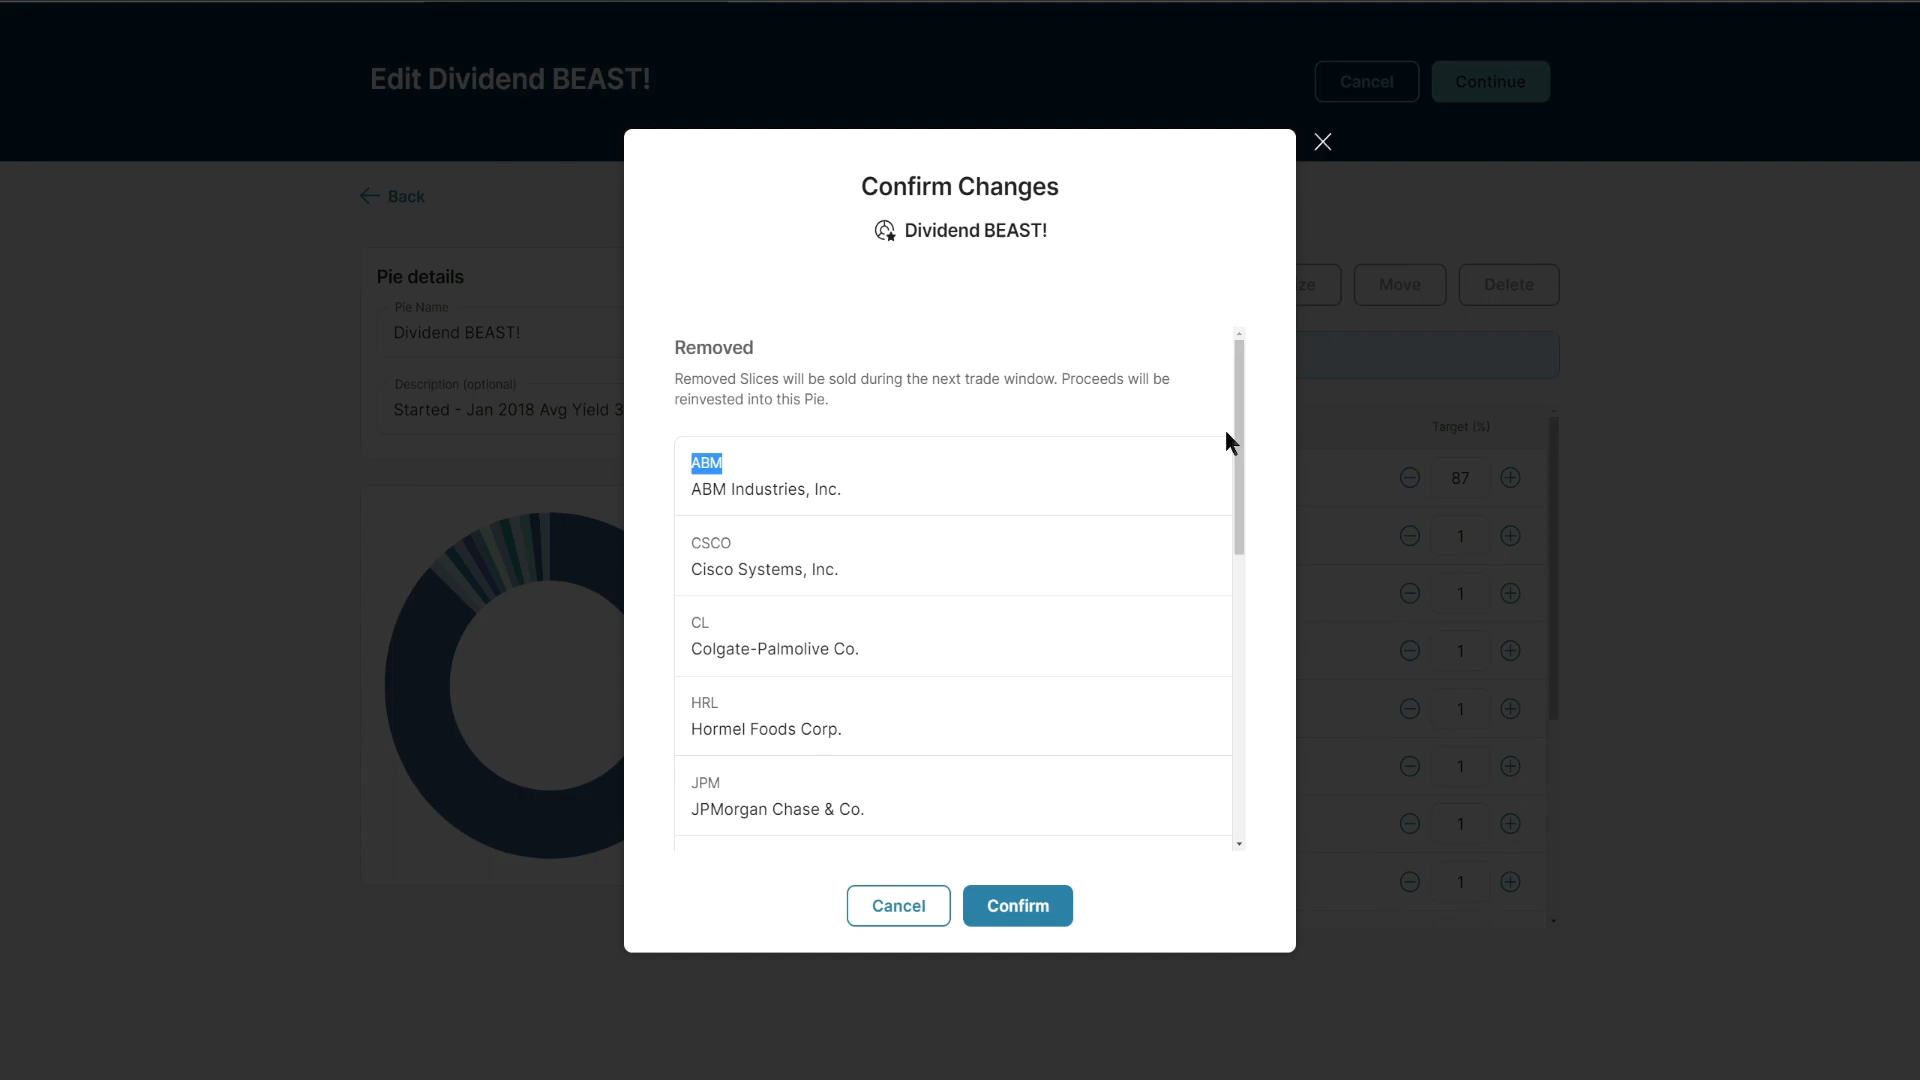 Edit Dividend BEAST!
Cancel
Continue
Back
Confirm Changes
Dividend BEAST!
Pie details
Pie Name
Dividend BEAST!
Description (optional)
Started - Jan 2018 Avg Yield 3
ze
Move
Delete
Removed
Removed Slices will be sold during the next trade window. Proceeds will be
reinvested into this Pie.
ABM
ABM Industries, Inc.
CSCO
Cisco Systems, Inc.
CL
Colgate-Palmolive Co.
HRL
Hormel Foods Corp.
JPM
JPMorgan Chase & Co.
Cancel
Confirm
Target (%)
87
1
1
1
1
1
1
1